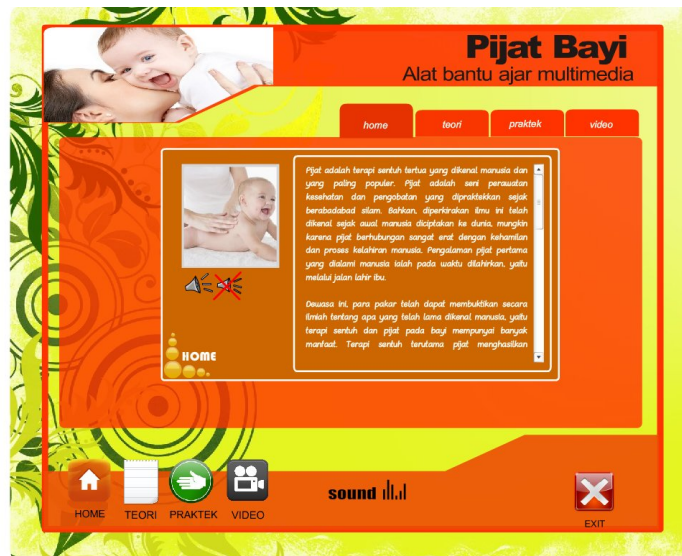 Pijat Bayi
Alat bantu ajar multimedia
home teori praktek video
Pijat adalah terapi sentuh tertua yang dikenal manusia dan
yang paling populer. Pijat adalah seni perawatan
kesehatan dan pengobatan yang dipraktekkan sejak
berabadabad silam. Bahkan, diperkirakan ilmu ini telah
dikenal sejak awal manusia diciptakan ke dunia, mungkin
karena pijat berhubungan sangat erat dengan kehamilan
dan proses kelahiran manusia. Pengalaman pijat pertama
yang dialami manusia ialah pada waktu dilahirkan, yaitu
melalui jalan lahir ibu.
Dewasa ini, para pakar telah dapat membuktikan secara
ilmiah tentang apa yang telah lama dikenal manusia, yaitu
terapi sentuh dan pijat pada bayi mempunyai banyak
manfaat. Terapi sentuh terutama pijat menghasilkan
HOME
sound
HOME TEORI PRAKTEK VIDEO
EXIT